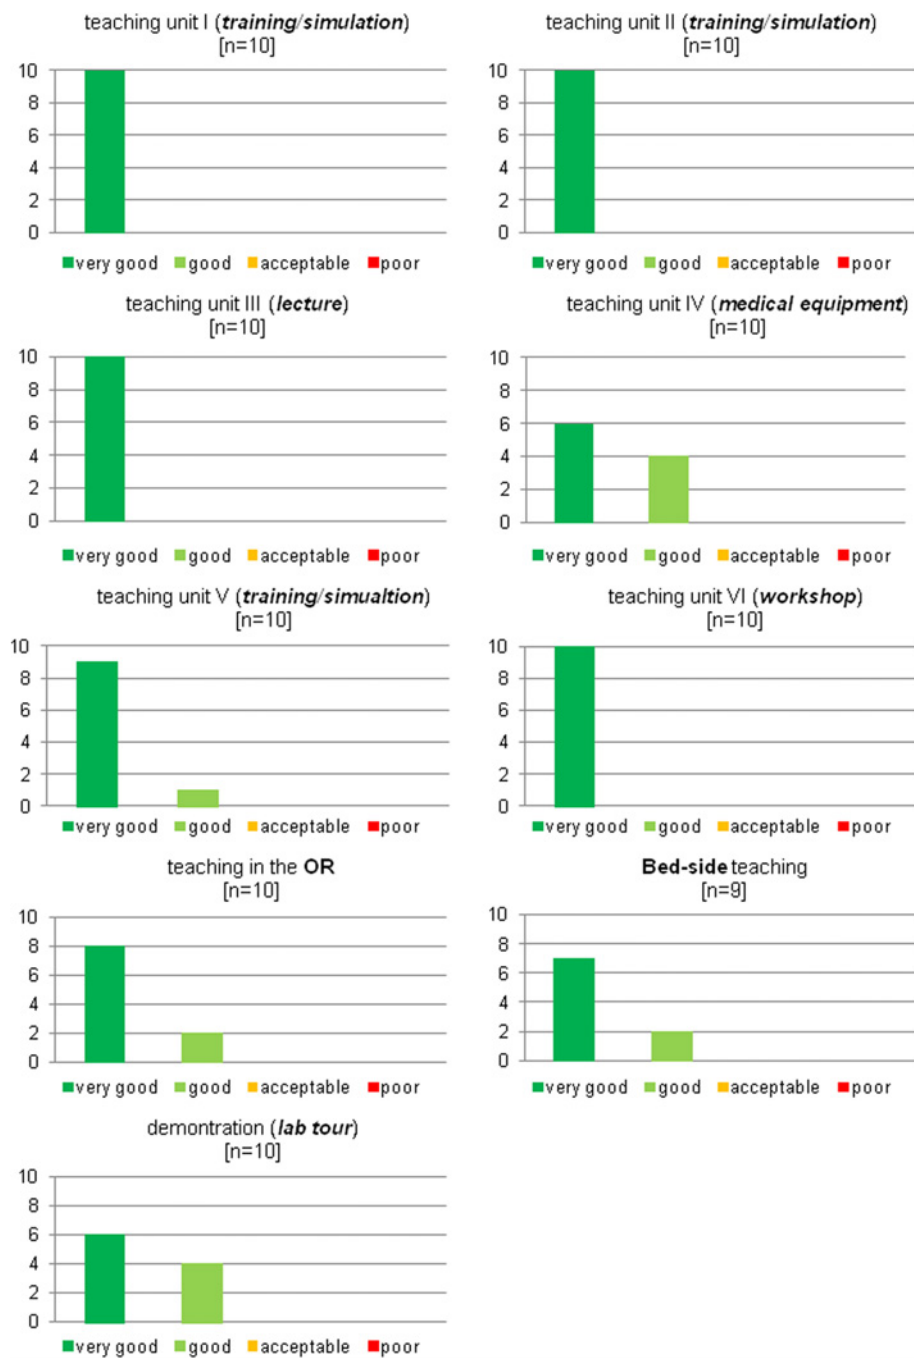 teaching unit I (training/simulation)
[n=10]
10
8
6
4
2
0
very good good acceptable poor
teaching unit II (training/simulation)
[n=10]
10
8
6
4
2
0
very good good acceptable poor
teaching unit III (lecture)
[n=10]
10
8
6
4
2
0
very good good acceptable poor
teaching unit IV (medical equipment)
[n=10]
10
8
6
4
2
0
very good good acceptable poor
teaching unit V (training/simualtion)
[n=10]
10
8
6
4
2
0
very good good acceptable poor
teaching unit VI (workshop)
[n=10]
10
8
6
4
2
0
very good good acceptable poor
teaching in the OR
[n=10]
10
8
6
4
2
0
very good good acceptable poor
Bed-side teaching
[n=9]
10
8
6
4
2
0
very good good acceptable poor
demontration (lab tour)
[n=10]
10
8
6
4
2
0
very good good acceptable poor